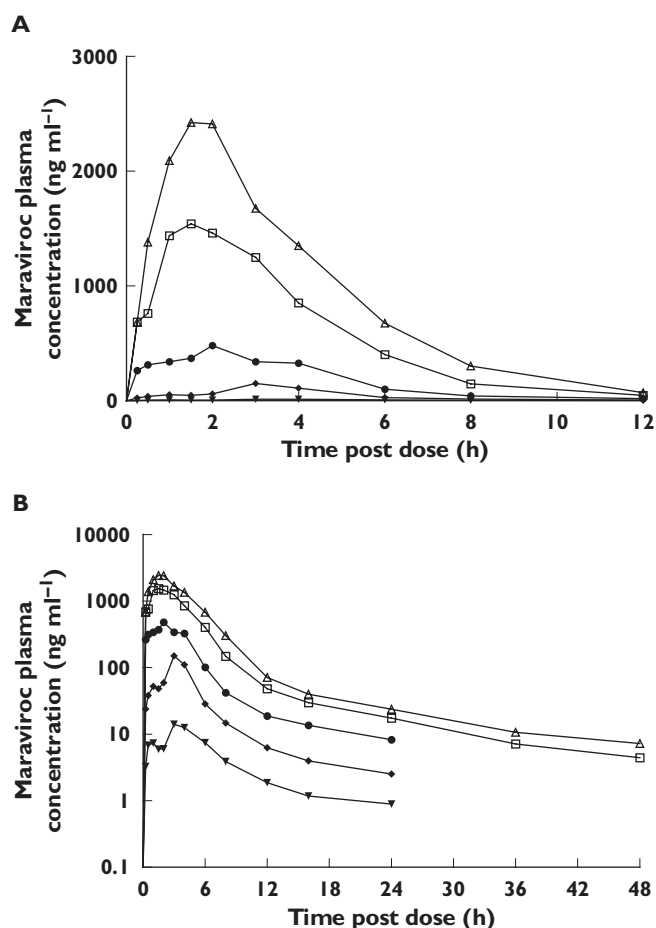 A
3000
2000
1000
0
Maraviroc plasma
concentration (ng ml⁻¹)
0 2 4 6 8 10 12
Time post dose (h)
B
10000
1000
100
10
1
0.1
Maraviroc plasma
concentration (ng ml⁻¹)
0 6 12 18 24 30 36 42 48
Time post dose (h)